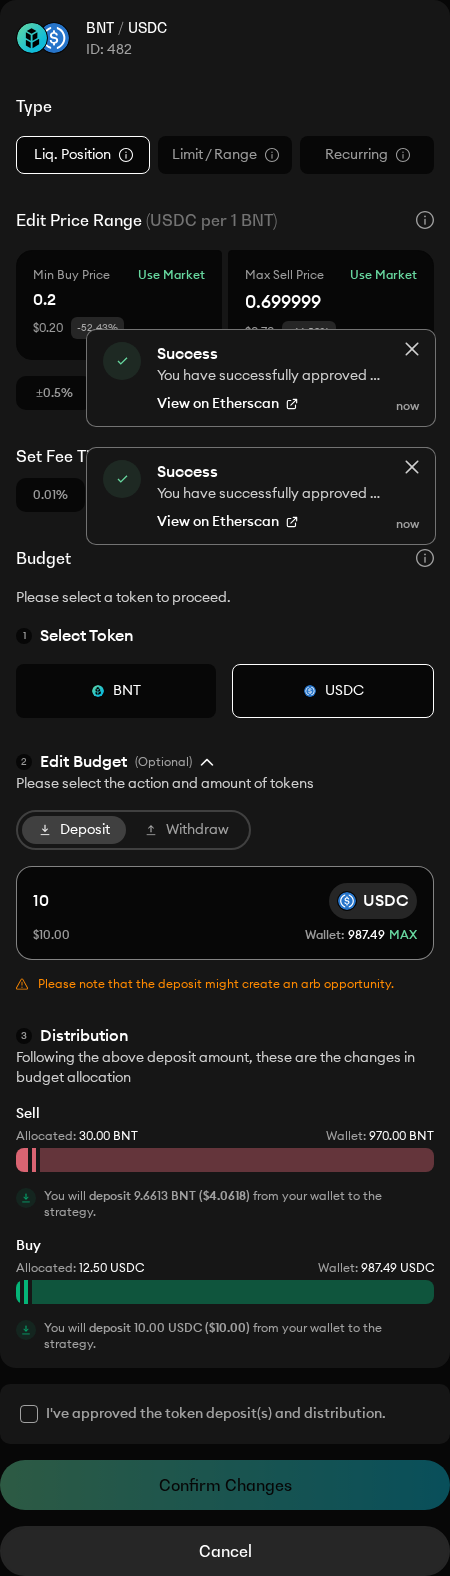 BNT / USDC
ID: 482
Type
Liq. Position
Limit / Range
Recurring
Edit Price Range (USDC per 1 BNT)
Min Buy Price Use Market
0.2
$0.20 -52.43%
Max Sell Price Use Market
0.699999
±0.5%
Success
You have successfully approved ...
View on Etherscan
now
Set Fee
0.01%
Success
You have successfully approved ...
View on Etherscan
now
Budget
Please select a token to proceed.
1 Select Token
BNT
USDC
2 Edit Budget (Optional)
Please select the action and amount of tokens
Deposit
Withdraw
10 USDC
$10.00 Wallet: 987.49 MAX
Please note that the deposit might create an arb opportunity.
3 Distribution
Following the above deposit amount, these are the changes in
budget allocation
Sell
Allocated: 30.00 BNT Wallet: 970.00 BNT
You will deposit 9.6613 BNT ($4.0618) from your wallet to the
strategy.
Buy
Allocated: 12.50 USDC Wallet: 987.49 USDC
You will deposit 10.00 USDC ($10.00) from your wallet to the
strategy.
I've approved the token deposit(s) and distribution.
Confirm Changes
Cancel